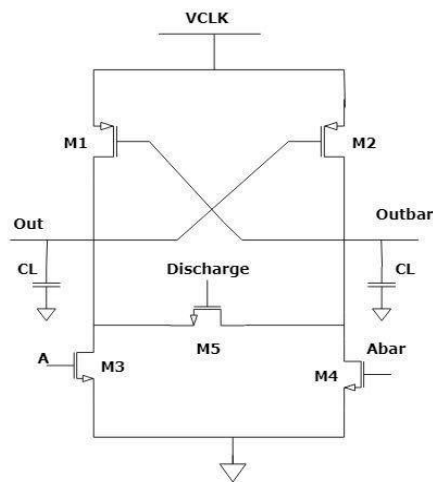 VCLK
M1
M2
Out
Outbar
CL
CL
Discharge
M5
A
M3
M4
Abar